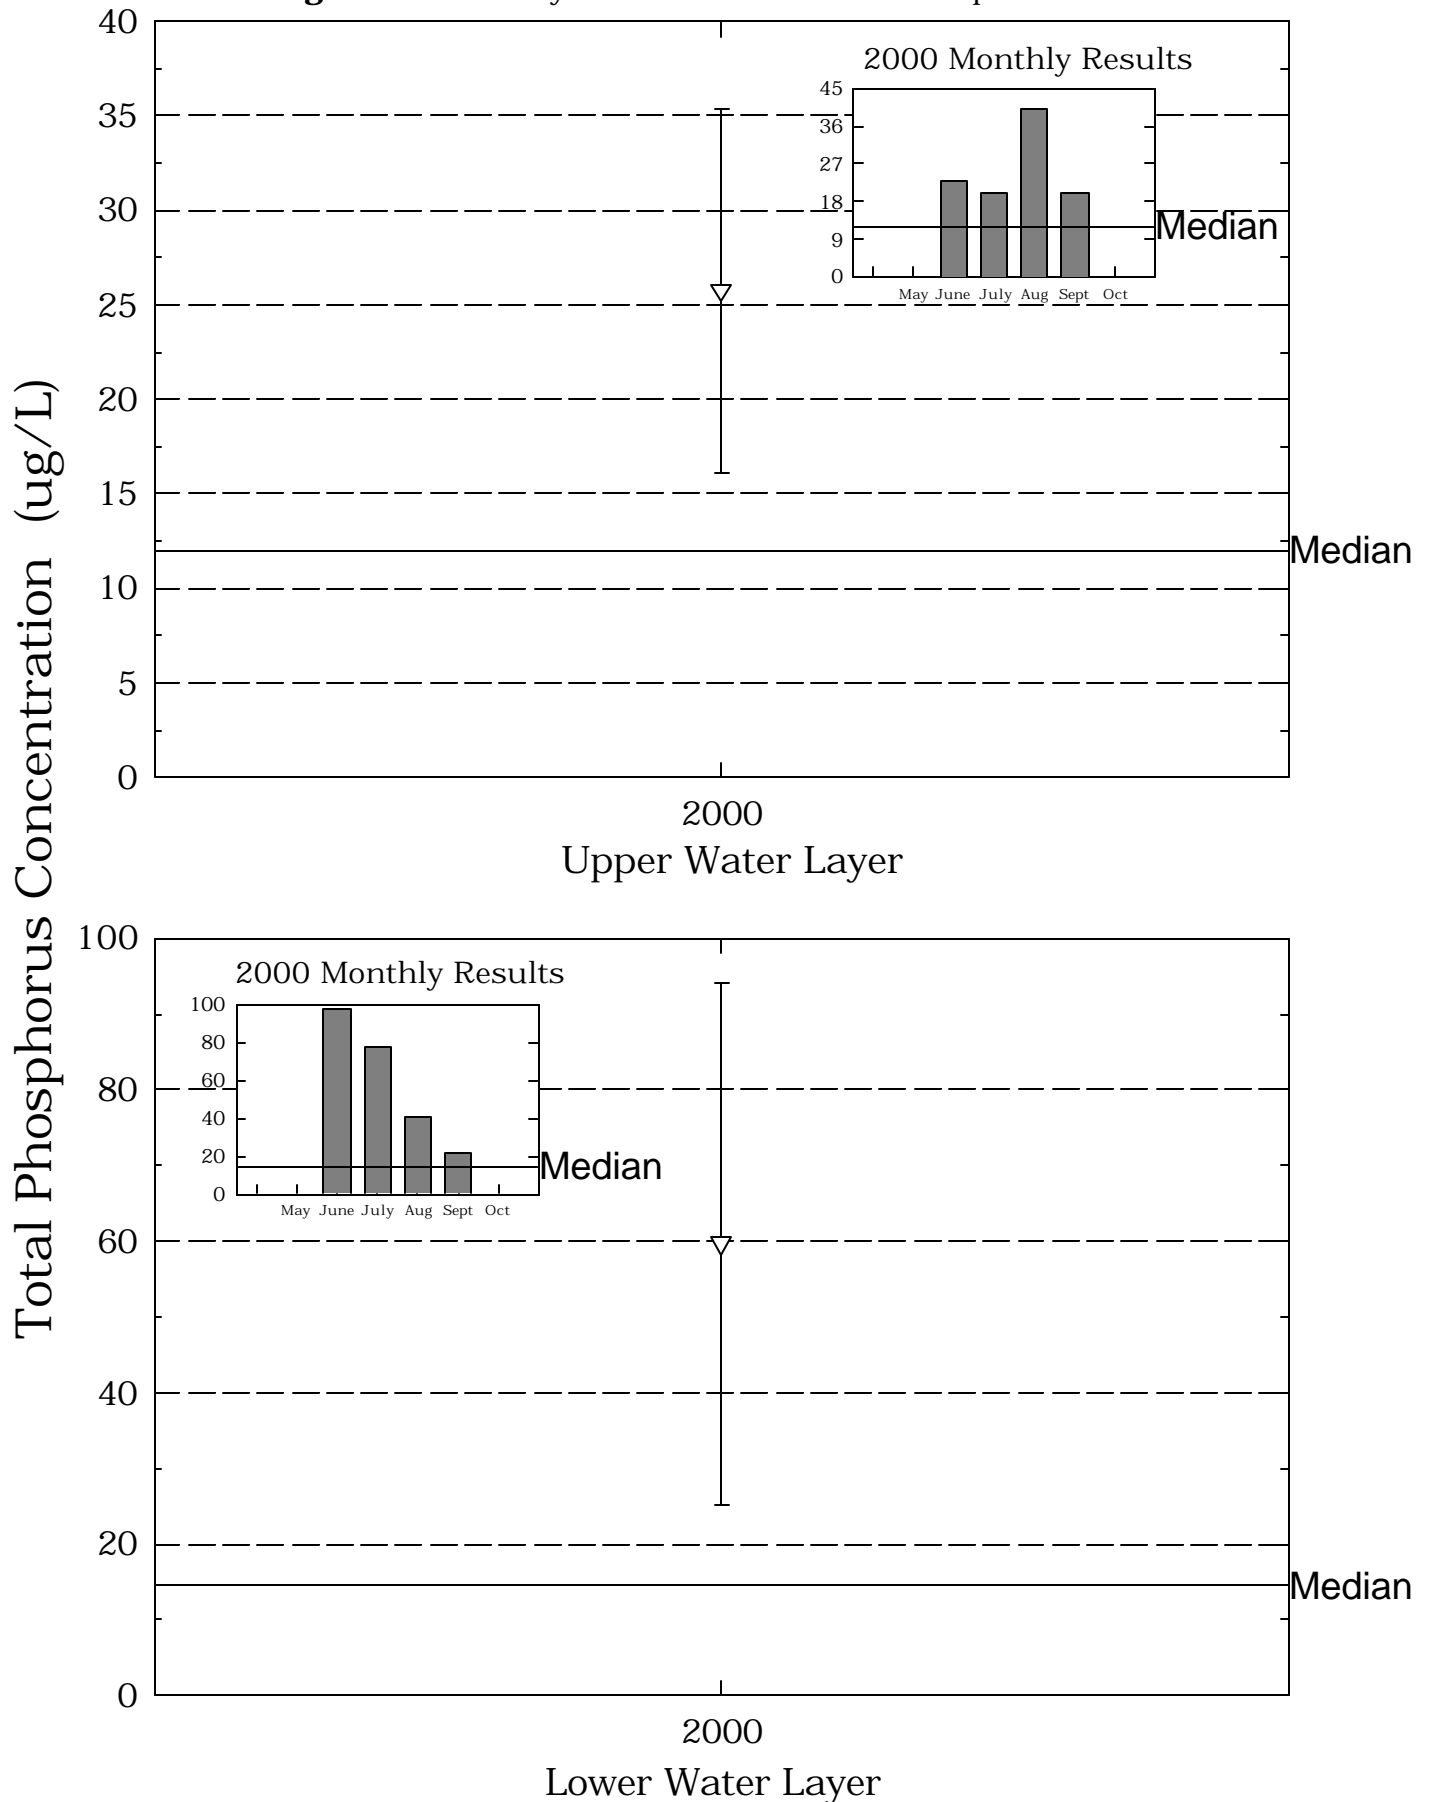 40
2000 Monthly Results
45
35
36
27
30
18
Median
9
25
0
May June July Aug Sept Oct
20
15
Median
10
5
0
2000
Upper Water Layer
Total Phosphorus Concentration (ug/L)
100
2000 Monthly Results
100
80
80
60
40
20
Median
0
May June July Aug Sept Oct
60
40
20
Median
0
2000
Lower Water Layer